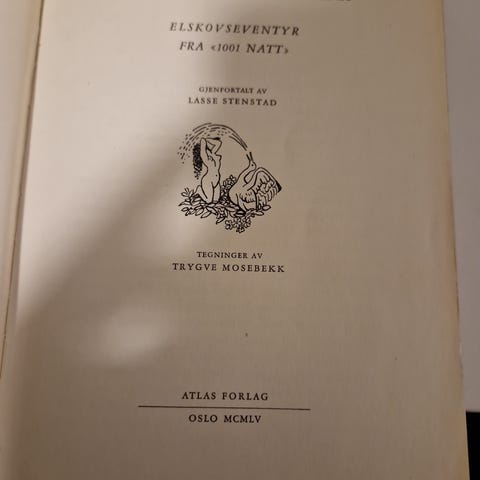 ELSKOVSEVENTYR
FRA «1001 NATT»
GJENFORTALT AV
LASSE STENSTAD
TEGNINGER AV
TRYGVE MOSEBEKK
ATLAS FORLAG
OSLO MCMLV